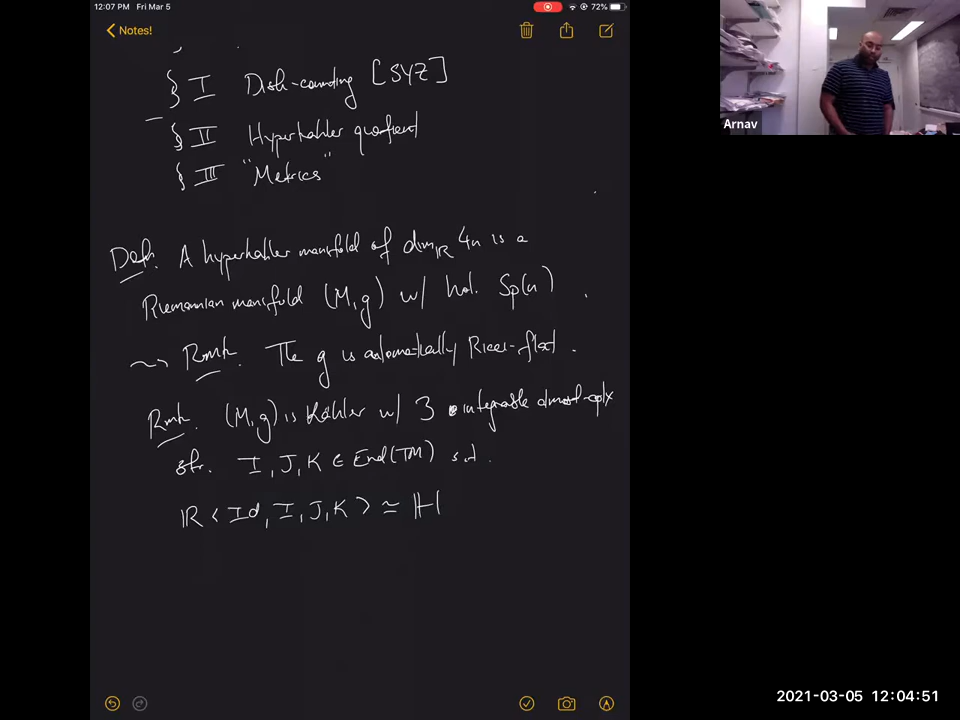 12:07 PM Fri Mar 5
72%
Notes!
§ I Disk-counting [SYZ]
§ II Hyperkahler quotient
§ III "Metrics"
Defn. A hyperkahler manifold of dim_ℝ 4n is a
Riemannian manifold (M,g) w/ hol. Sp(n).
⇝ Rmk. The g is automatically Ricci-flat.
Rmk. (M,g) is Kähler w/ 3 integrable almost-cplx
str. I, J, K ∈ End(TM) s.t.
ℝ⟨Id, I, J, K⟩ ≃ ℍ
Arnav
2021-03-05 12:04:51